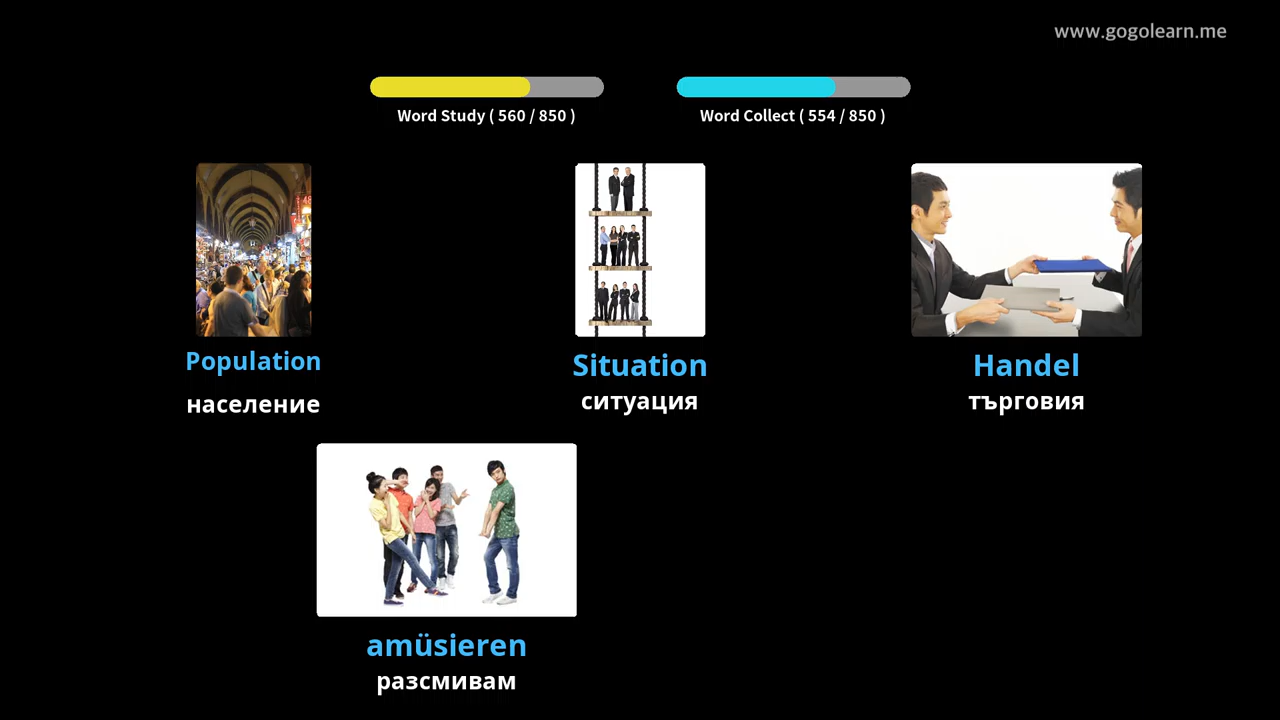 www.gogolearn.me
Word Study ( 560 / 850 )
Word Collect ( 554 / 850 )
Population
население
Situation
ситуация
Handel
търговия
amüsieren
разсмивам